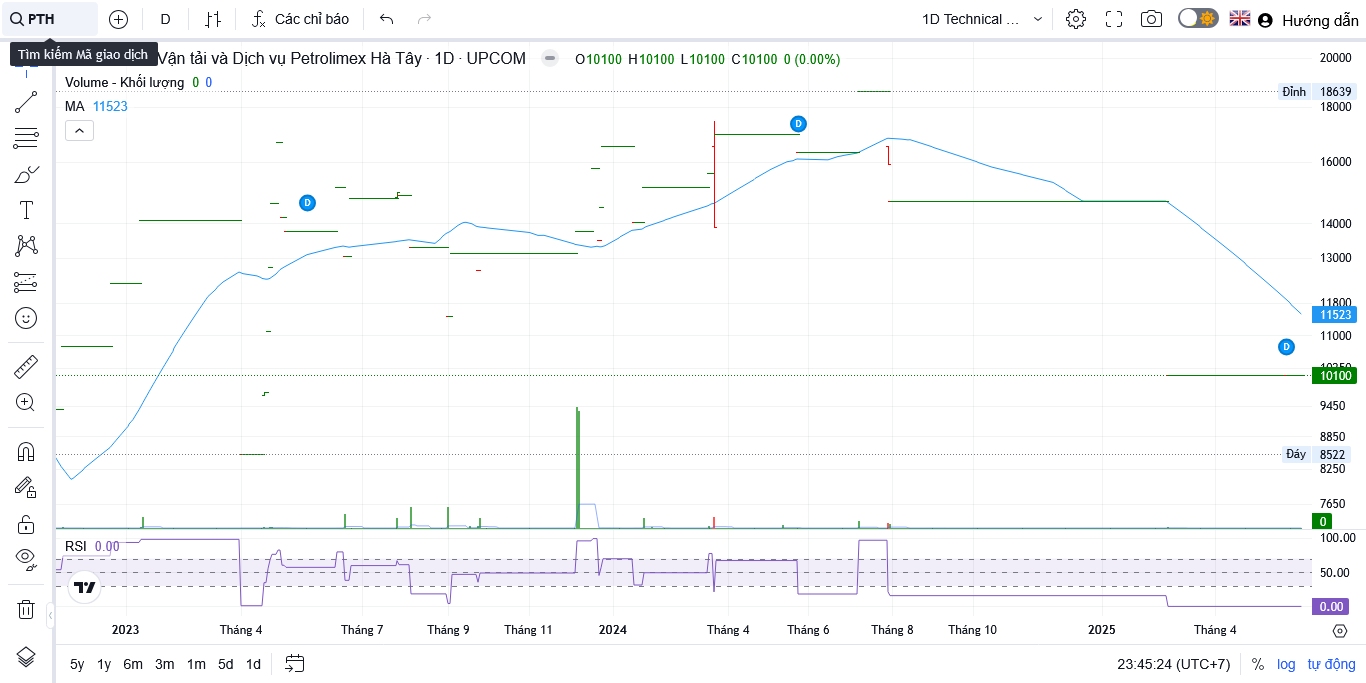 PTH
D
Các chỉ báo
1D Technical ...
Hướng dẫn
Tìm kiếm Mã giao dịch
Vận tải và Dịch vụ Petrolimex Hà Tây · 1D · UPCOM
O10100 H10100 L10100 C10100 0 (0.00%)
Volume - Khối lượng 0 0
MA 11523
20000
Đỉnh 18639
18000
D
16000
D
14000
13000
11800
11523
11000
D
10100
9450
8850
Đáy 8522
8250
7650
0
RSI 0.00
100.00
50.00
0.00
2023 Tháng 4 Tháng 7 Tháng 9 Tháng 11 2024 Tháng 4 Tháng 6 Tháng 8 Tháng 10 2025 Tháng 4
5y 1y 6m 3m 1m 5d 1d
23:45:24 (UTC+7) % log tự động